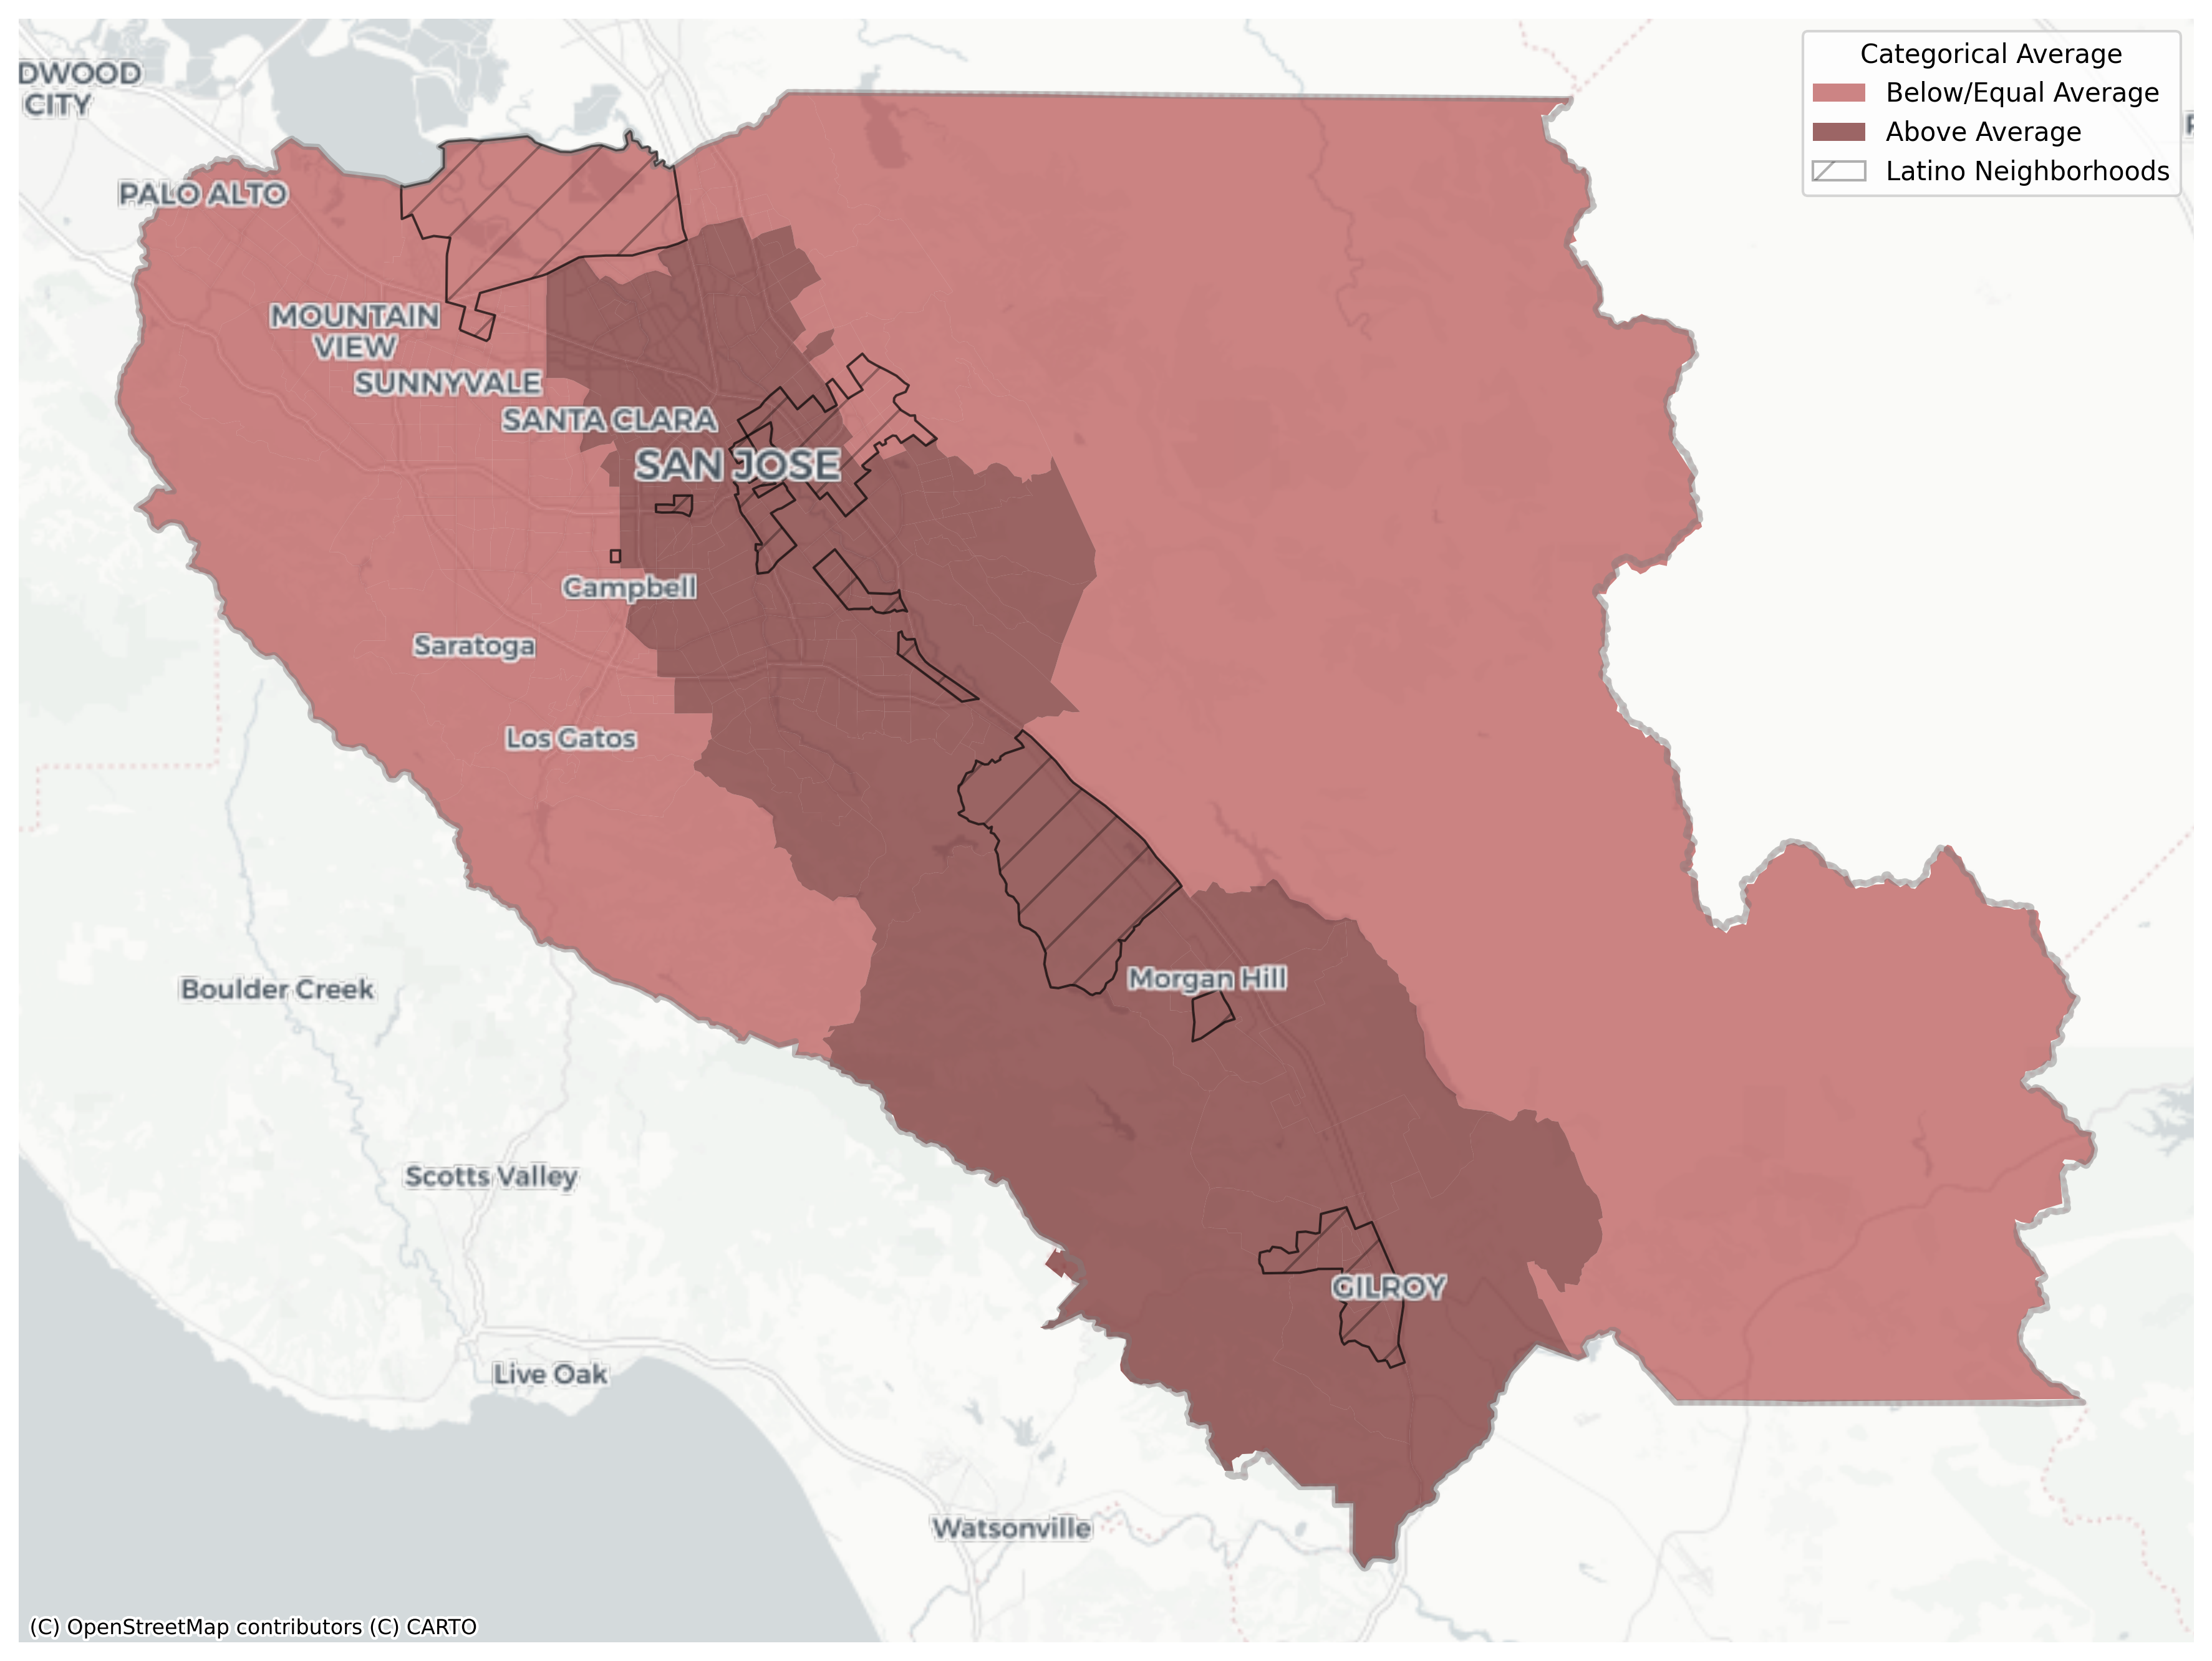 Categorical Average
Below/Equal Average
Above Average
Latino Neighborhoods
DWOOD
CITY
PALO ALTO
MOUNTAIN
VIEW
SUNNYVALE
SANTA CLARA
SAN JOSE
Campbell
Saratoga
Los Gatos
Boulder Creek
Morgan Hill
Scotts Valley
GILROY
Live Oak
Watsonville
(C) OpenStreetMap contributors (C) CARTO